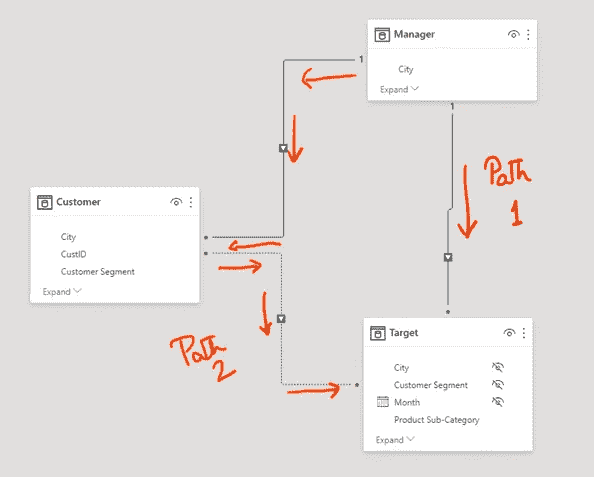 Manager
1
City
Expand
1
Path
1
Customer
City
CustID
Customer Segment
Expand
Path
2
Target
City
Customer Segment
Month
Product Sub-Category
Expand